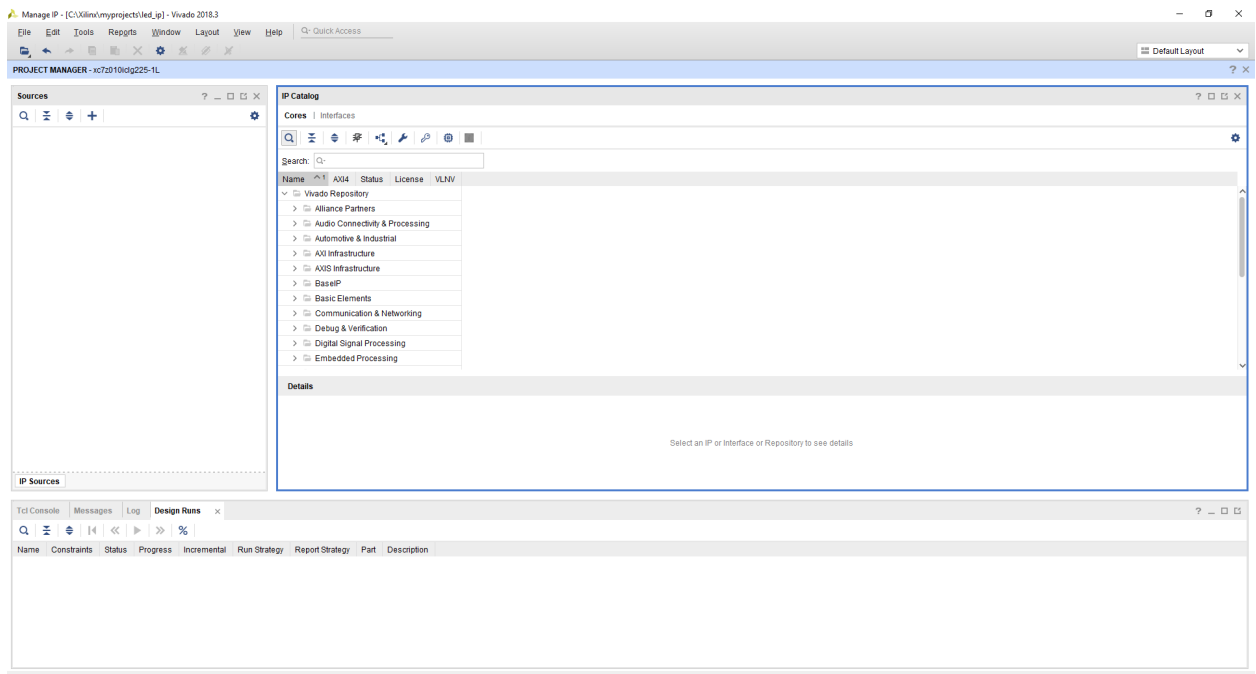 Manage IP - [C:\Xilinx\myprojects\led_ip] - Vivado 2018.3
File Edit Tools Reports Window Layout View Help Q- Quick Access
Default Layout
PROJECT MANAGER - xc7z010iclg225-1L
Sources
IP Sources
IP Catalog
Cores | Interfaces
Search: Q-
Name ^1 AXI4 Status License VLNV
Vivado Repository
Alliance Partners
Audio Connectivity & Processing
Automotive & Industrial
AXI Infrastructure
AXIS Infrastructure
BaseIP
Basic Elements
Communication & Networking
Debug & Verification
Digital Signal Processing
Embedded Processing
Details
Select an IP or Interface or Repository to see details
Tcl Console Messages Log Design Runs
Name Constraints Status Progress Incremental Run Strategy Report Strategy Part Description